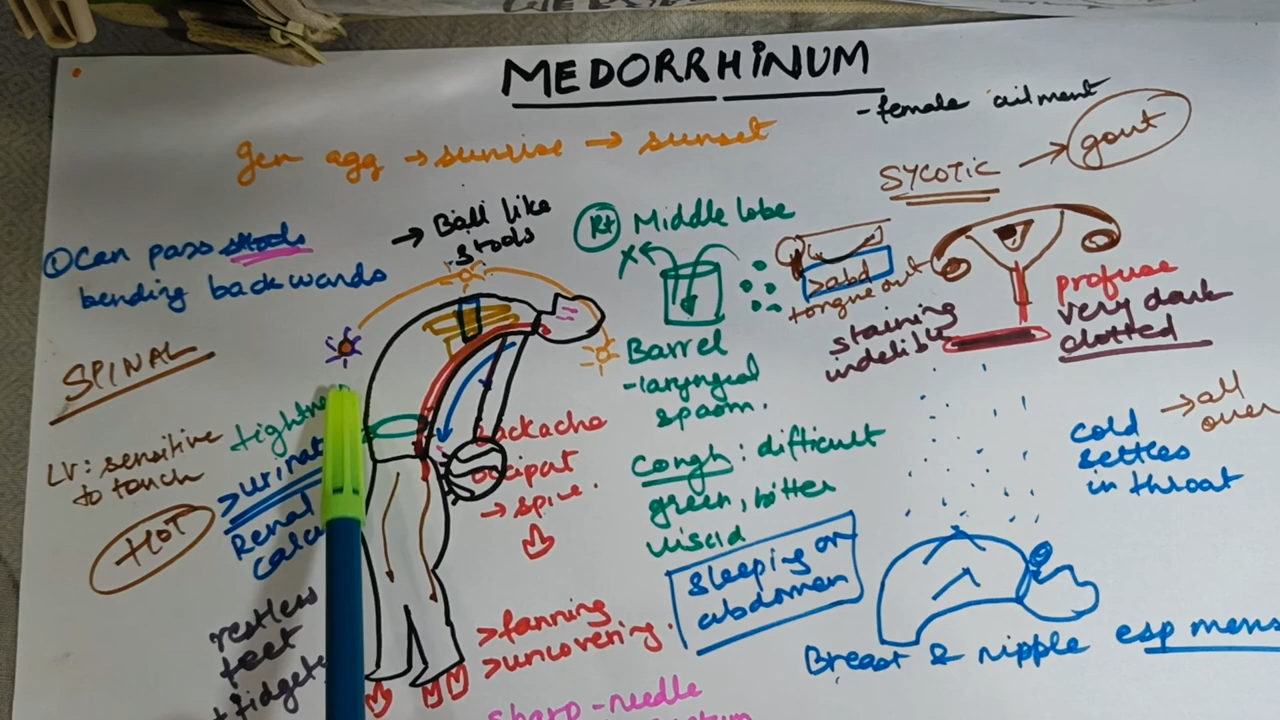 MEDORRHINUM
- female ailment
gen agg → sunrise → sunset
SYCOTIC → gout
① Can pass stools
bending backwards
→ Ball like
stools
Rt Middle lobe
> abd
tongue out
Barrel
- laryngeal
spasm.
staining
indelible
profuse
very dark
clotted
SPINAL
LV: sensitive
to touch
HOT
> urinat
Renal
backache
occiput
→ spine.
Cough: difficult
green, bitter
viscid
→ all
over
cold
settles
in throat
Sleeping on
abdomen
restless
feet
fidgety
> fanning
> uncovering.
Breast & nipple esp mens
sharp - needle